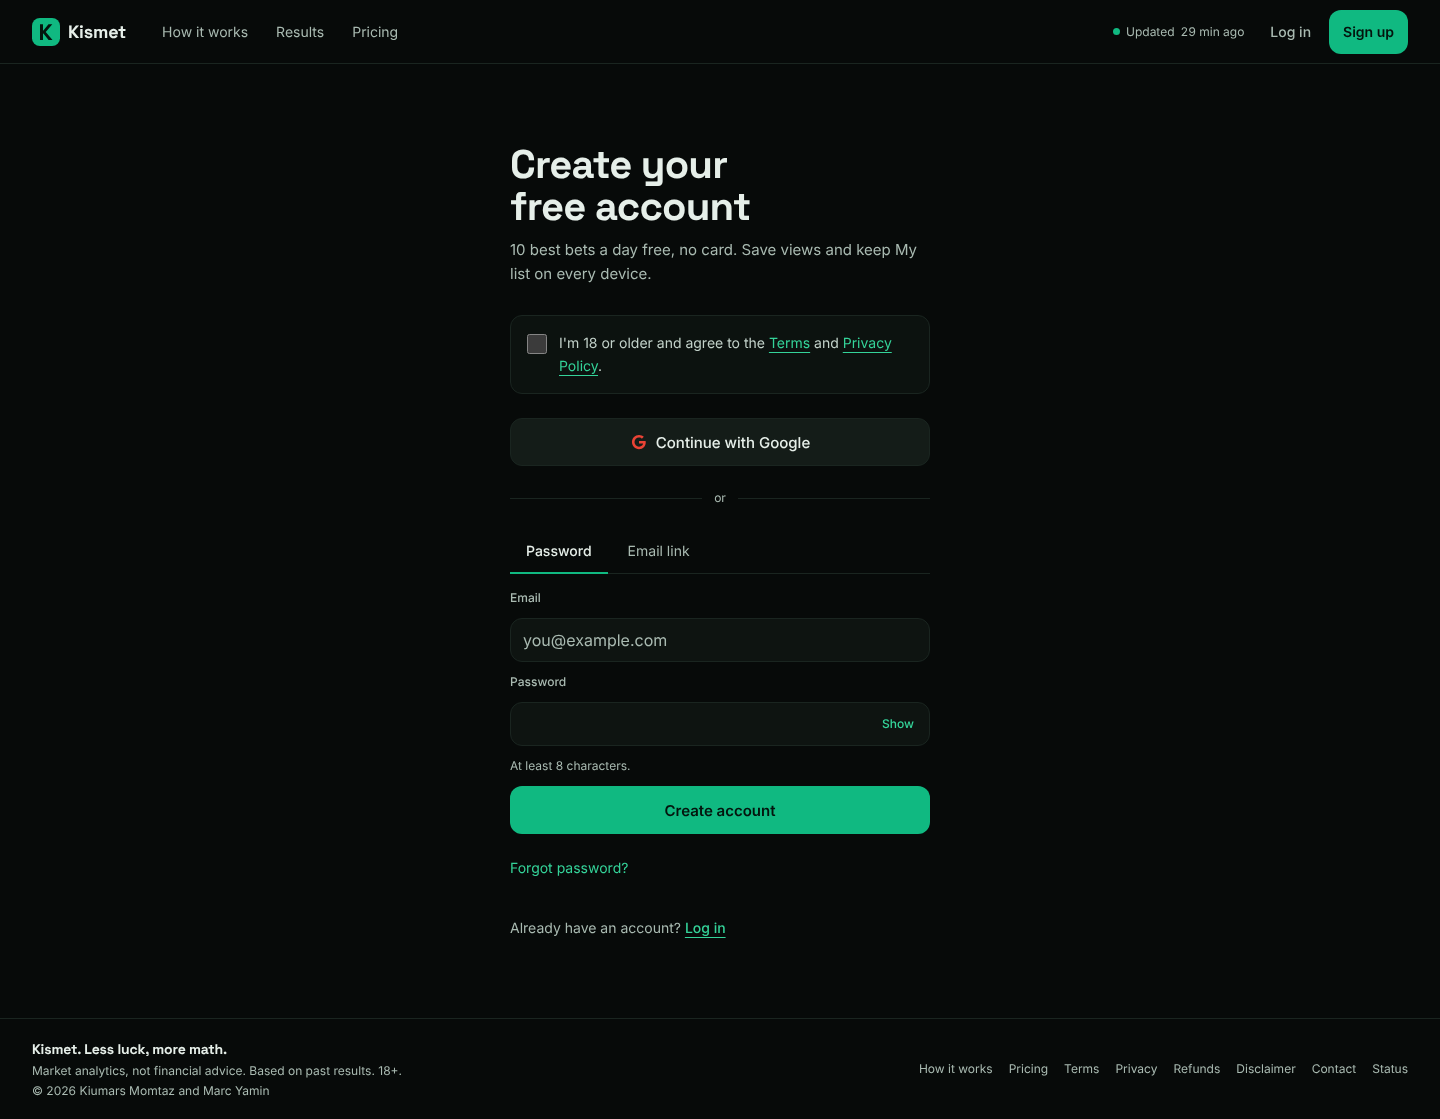 K Kismet
How it works
Results
Pricing
Updated 29 min ago
Log in
Sign up
Create your
free account
10 best bets a day free, no card. Save views and keep My
list on every device.
I'm 18 or older and agree to the Terms and Privacy
Policy.
G Continue with Google
or
Password
Email link
Email
you@example.com
Password
Show
At least 8 characters.
Create account
Forgot password?
Already have an account? Log in
Kismet. Less luck, more math.
Market analytics, not financial advice. Based on past results. 18+.
© 2026 Kiumars Momtaz and Marc Yamin
How it works
Pricing
Terms
Privacy
Refunds
Disclaimer
Contact
Status